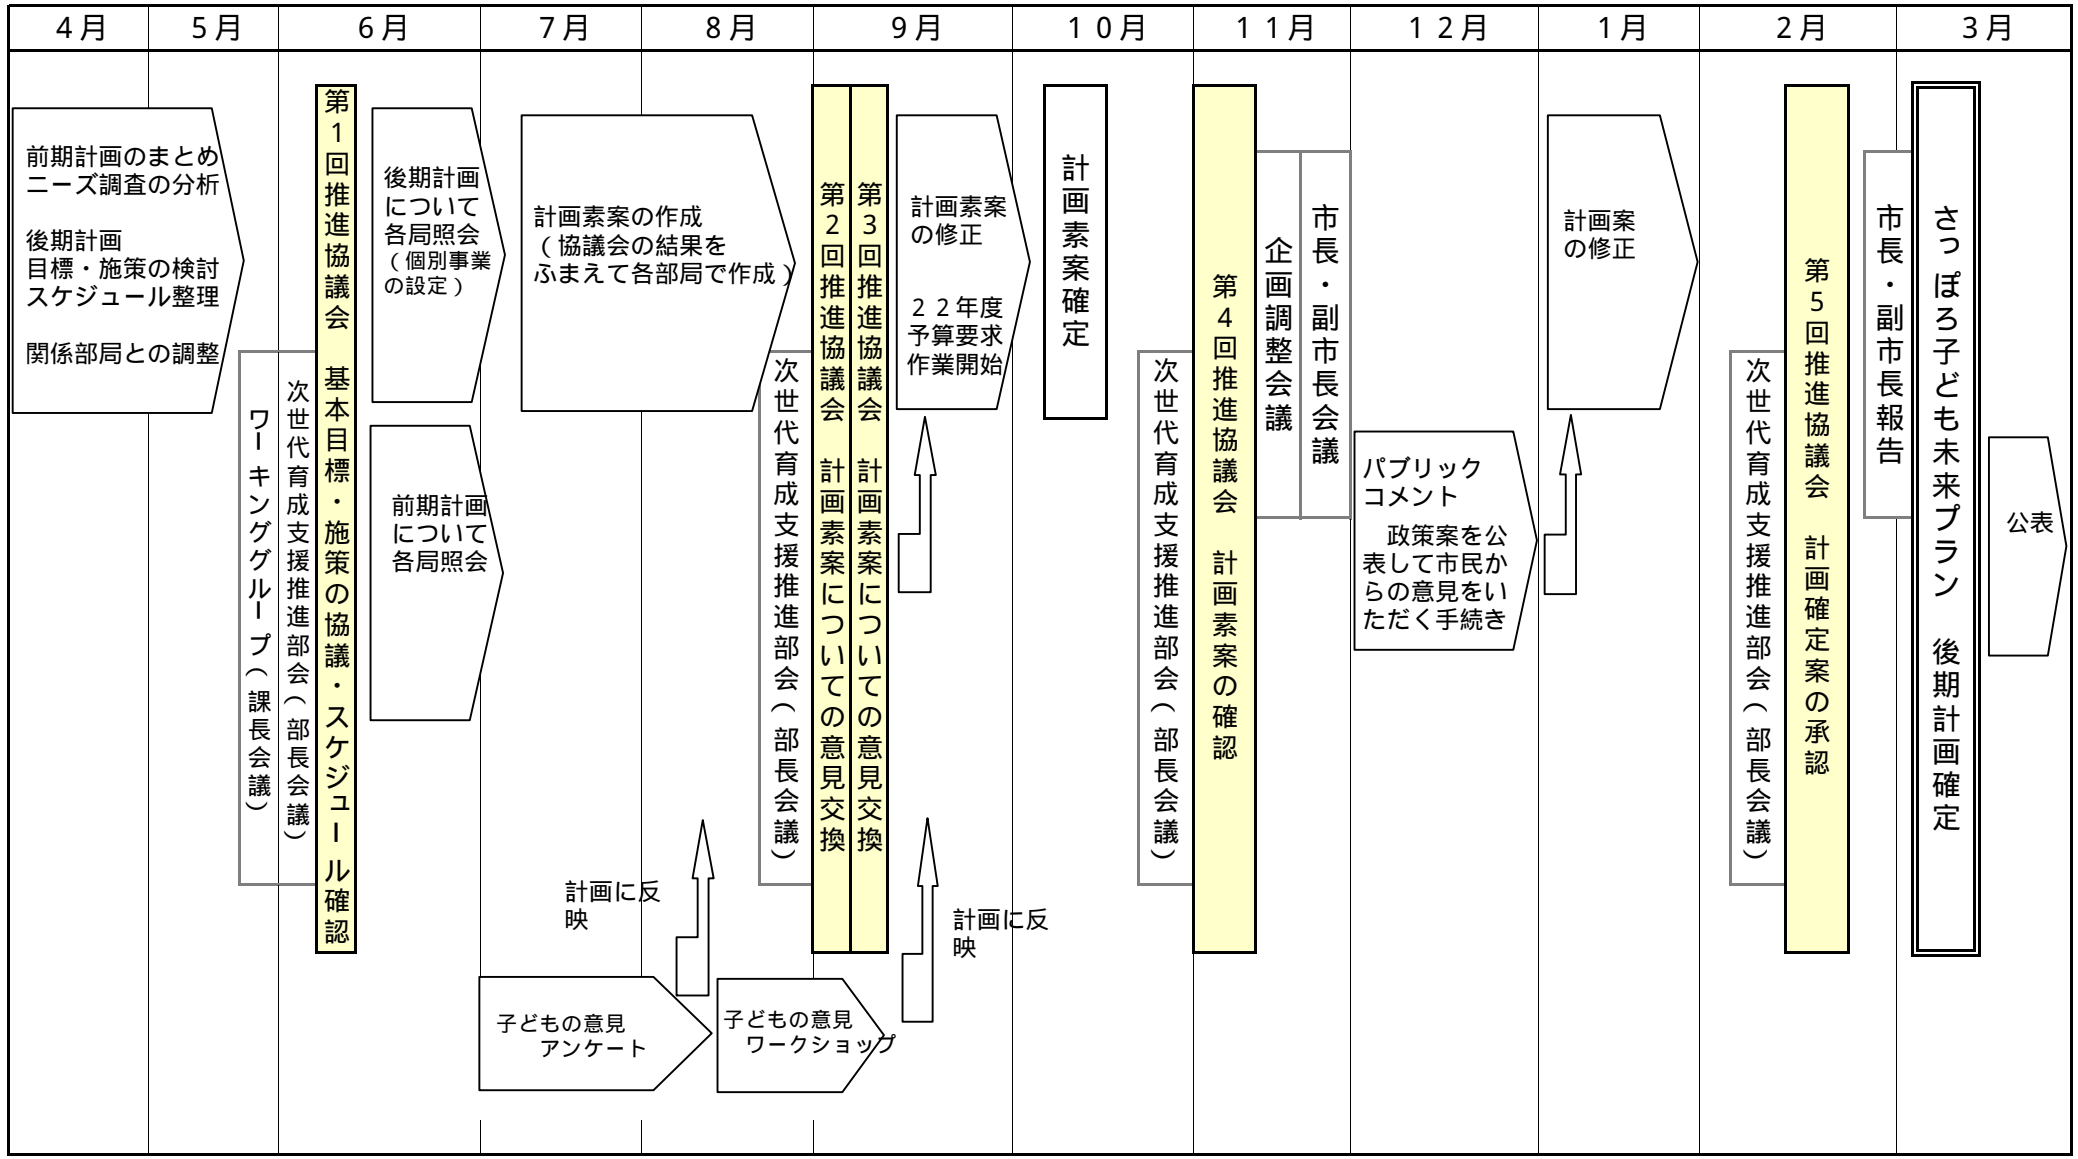 ４月
５月
６月
７月
８月
９月
１０月
１１月
１２月
１月
２月
３月
前期計画のまとめ
ニーズ調査の分析
後期計画
目標・施策の検討
スケジュール整理
関係部局との調整
ワーキンググループ（課長会議）
次世代育成支援推進部会（部長会議）
第１回推進協議会　基本目標・施策の協議・スケジュール確認
後期計画
について
各局照会
（個別事業
の設定）
前期計画
について
各局照会
計画素案の作成
（協議会の結果を
ふまえて各部局で作成）
次世代育成支援推進部会（部長会議）
第２回推進協議会　計画素案についての意見交換
第３回推進協議会　計画素案についての意見交換
計画素案
の修正
２２年度
予算要求
作業開始
計画素案確定
次世代育成支援推進部会（部長会議）
第４回推進協議会　計画素案の確認
企画調整会議
市長・副市長会議
パブリック
コメント
政策案を公
表して市民か
らの意見をい
ただく手続き
計画案
の修正
次世代育成支援推進部会（部長会議）
第５回推進協議会　計画確定案の承認
市長・副市長報告
さっぽろ子ども未来プラン　後期計画確定
公表
計画に反
映
計画に反
映
子どもの意見
アンケート
子どもの意見
ワークショップ